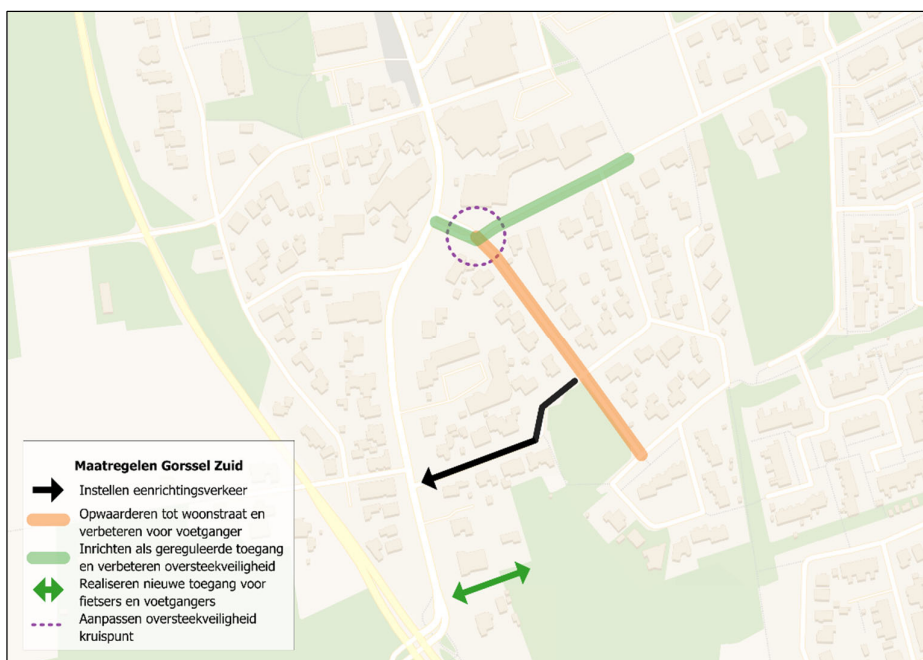 Maatregelen Gorssel Zuid
Instellen eenrichtingsverkeer
Opwaarderen tot woonstraat en
verbeteren voor voetganger
Inrichten als gereguleerde toegang
en verbeteren oversteekveiligheid
Realiseren nieuwe toegang voor
fietsers en voetgangers
Aanpassen oversteekveiligheid
kruispunt